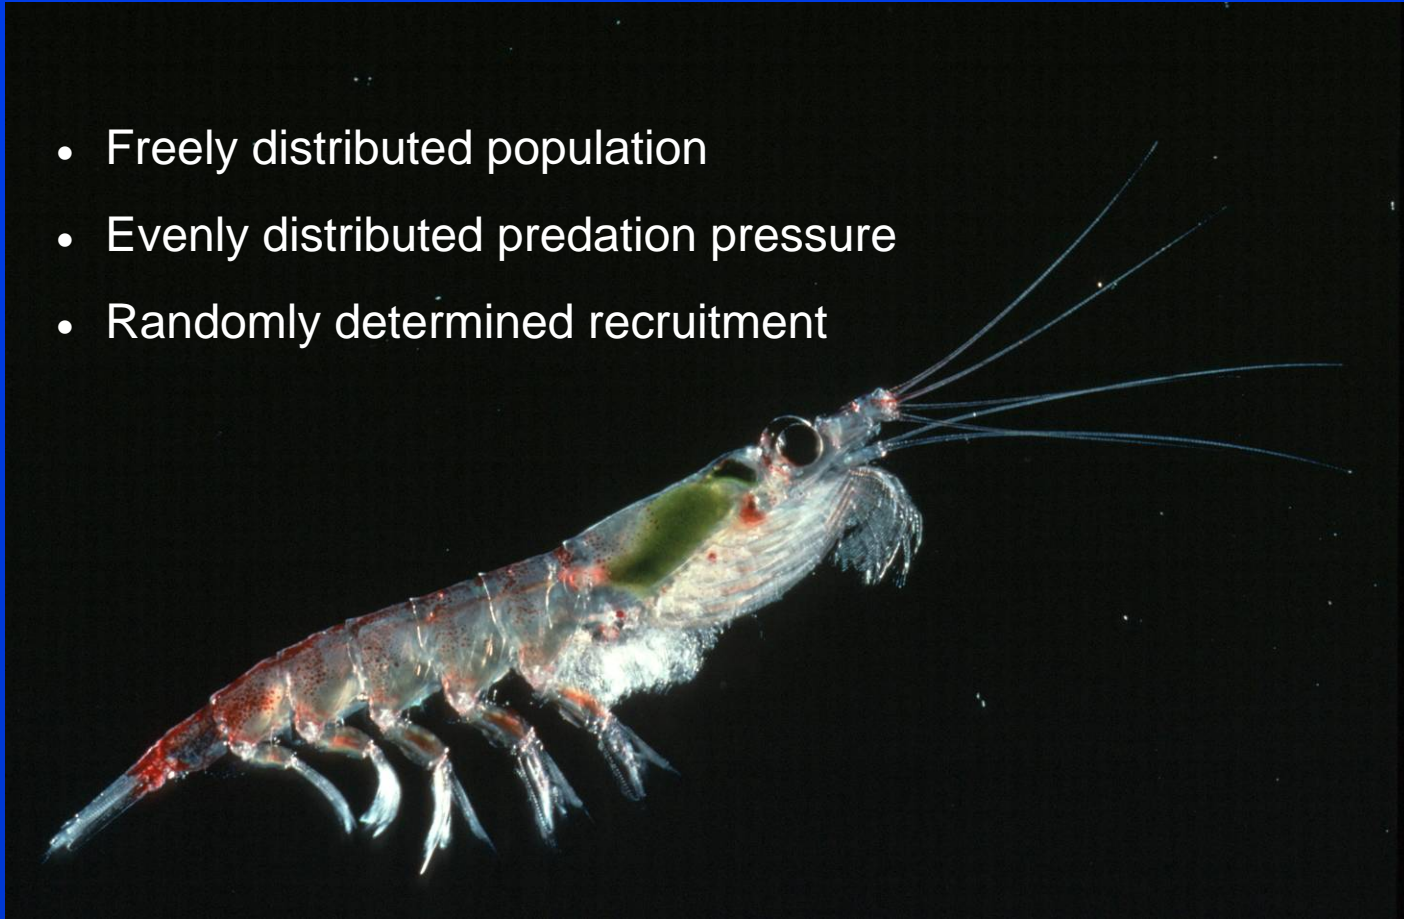 • Freely distributed population
• Evenly distributed predation pressure
• Randomly determined recruitment